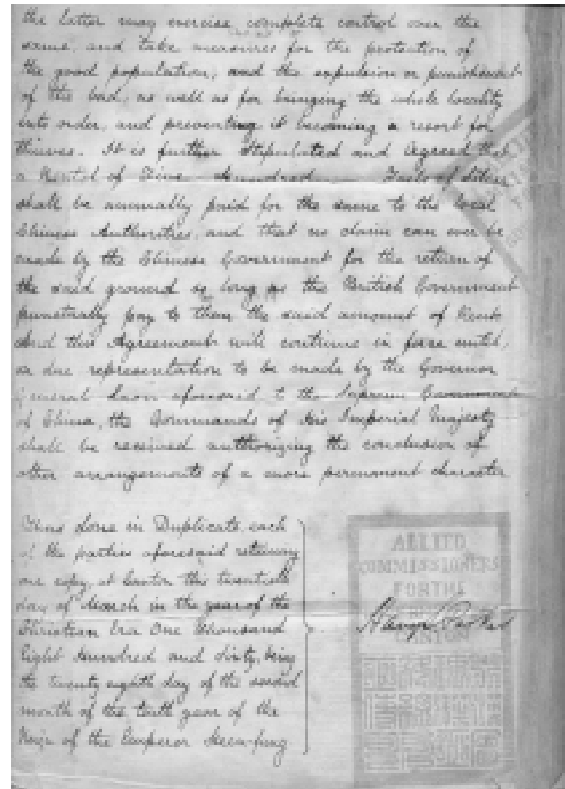 the latter may exercise complete control over the
same, and take measures for the protection of
the good population, and the expulsion or punishment
of the bad, as well as for bringing the whole locality
into order, and preventing it becoming a resort for
thieves. It is further stipulated and agreed that
a Rental of Five Hundred Taels of Silver
shall be annually paid for the same to the local
Chinese Authorities, and that no claim can ever be
made by the Chinese Government for the return of
the said ground so long as the British Government
punctually pay to them the said amount of Rent
And this Agreement will continue in force until,
on due representation to be made by the Governor
General Laou aforesaid to the Supreme Government
of China, the Commands of His Imperial Majesty
shall be received authorizing the conclusion of
other arrangements of a more permanent character
Thus done in Duplicate, each
of the parties aforesaid retaining
one copy, at Canton this twentieth
day of March in the year of the
Christian Era One thousand
Eight Hundred and sixty, being
the twenty eighth day of the second
month of the tenth year of the
Reign of the Emperor Heen-fung
ALLIED
COMMISSIONERS
FOR THE
CANTON
Harry Parkes